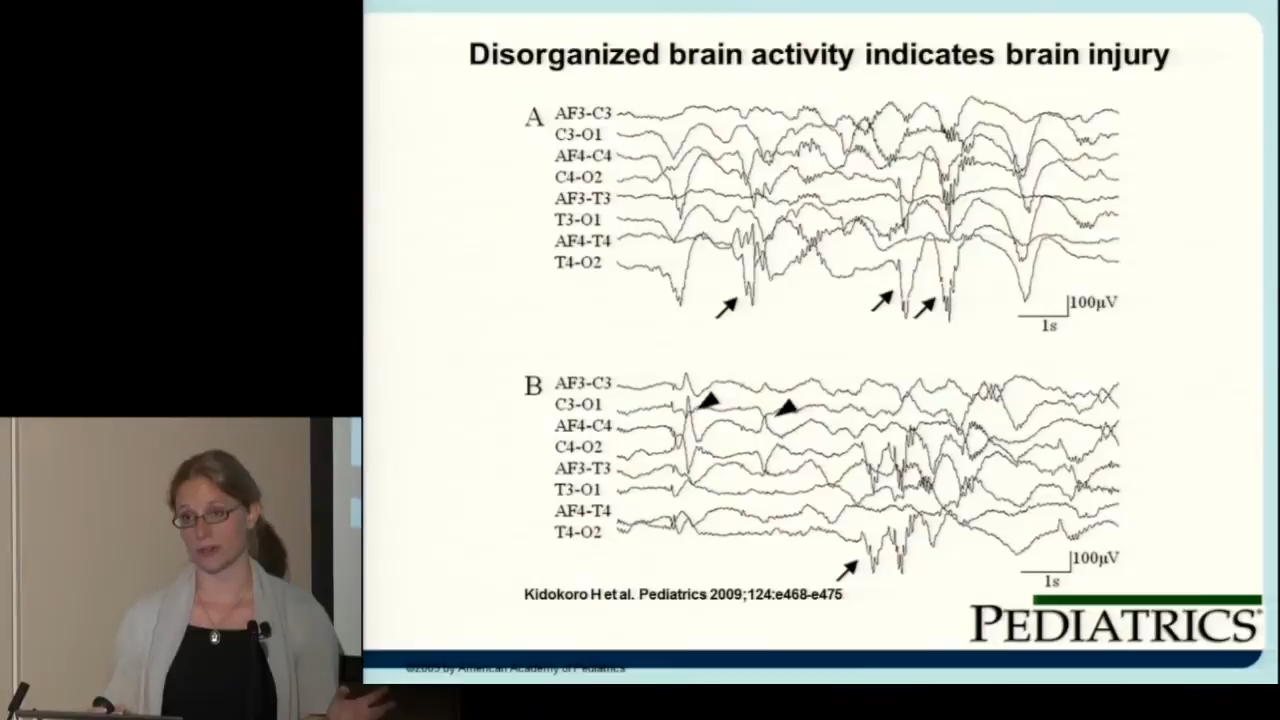 Disorganized brain activity indicates brain injury
A
AF3-C3
C3-O1
AF4-C4
C4-O2
AF3-T3
T3-O1
AF4-T4
T4-O2
100μV
1s
B
AF3-C3
C3-O1
AF4-C4
C4-O2
AF3-T3
T3-O1
AF4-T4
T4-O2
100μV
1s
Kidokoro H et al. Pediatrics 2009;124:e468-e475
PEDIATRICS
©2009 by American Academy of Pediatrics